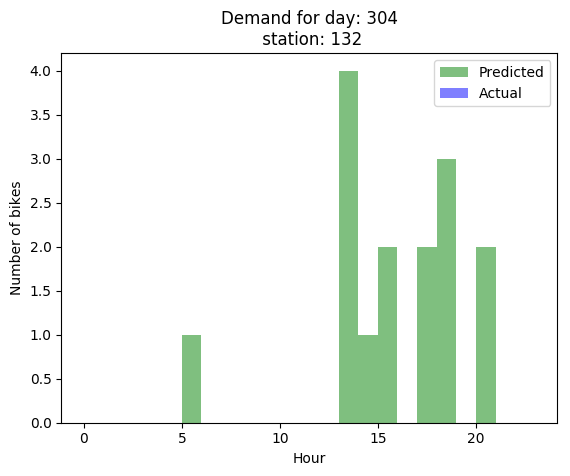 Demand for day: 304
station: 132
Predicted
Actual
4.0
3.5
3.0
2.5
2.0
1.5
1.0
0.5
0.0
Number of bikes
0 5 10 15 20
Hour